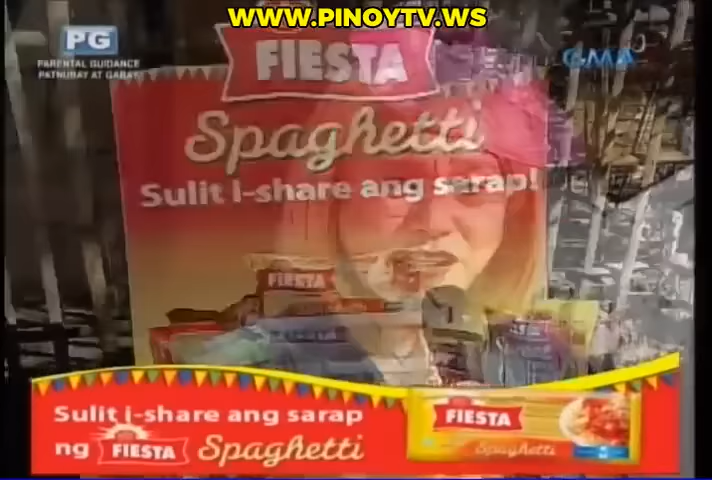 WWW.PINOYTV.WS
PG
PARENTAL GUIDANCE
PATNUBAY AT GABAY
GMA
FIESTA
Spaghetti
Sulit i-share ang sarap!
FIESTA
Sulit i-share ang sarap
ng FIESTA Spaghetti
FIESTA
Spaghetti